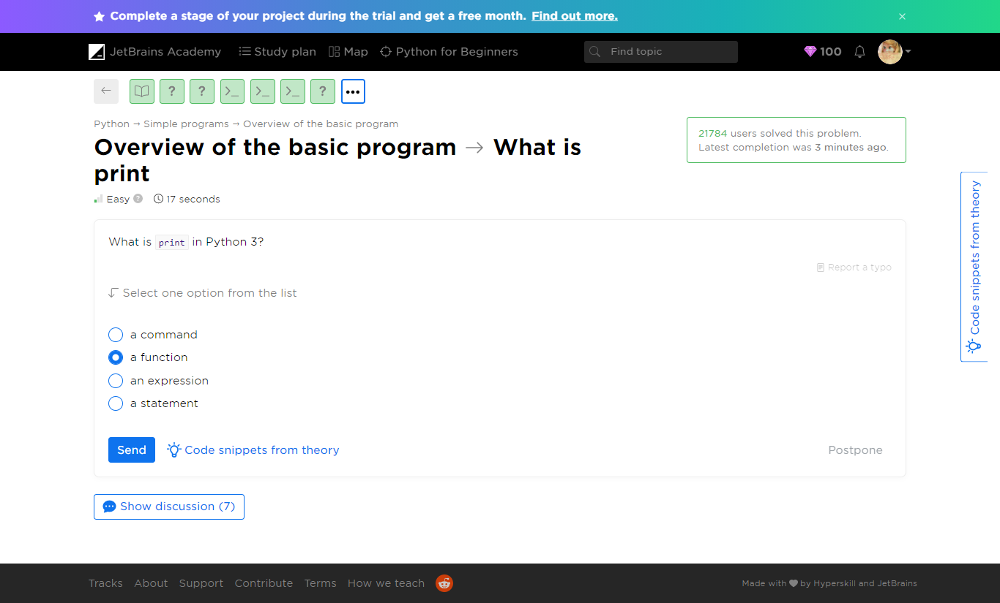 Complete a stage of your project during the trial and get a free month. Find out more.
JetBrains Academy Study plan Map Python for Beginners Find topic 100
? ? >_ >_ >_ ? •••
Python → Simple programs → Overview of the basic program
Overview of the basic program → What is
print
Easy ? 17 seconds
21784 users solved this problem.
Latest completion was 3 minutes ago.
Code snippets from theory
What is print in Python 3?
Report a typo
Select one option from the list
a command
a function
an expression
a statement
Send Code snippets from theory Postpone
Show discussion (7)
Tracks About Support Contribute Terms How we teach Made with ♥ by Hyperskill and JetBrains